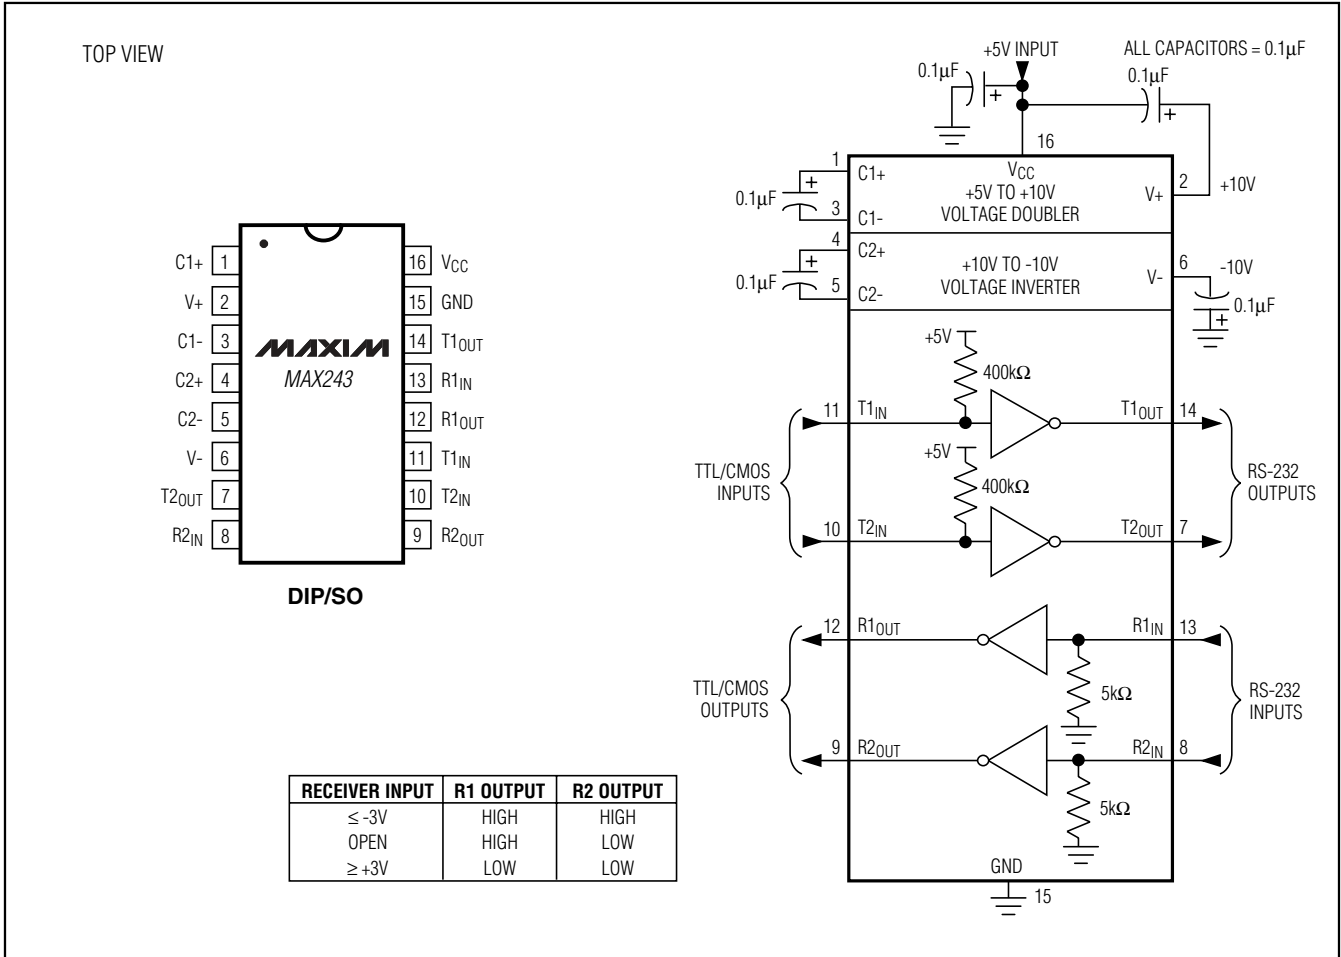 TOP VIEW
C1+ 1
V+ 2
C1- 3
C2+ 4
C2- 5
V- 6
T2OUT 7
R2IN 8
16 VCC
15 GND
14 T1OUT
13 R1IN
12 R1OUT
11 T1IN
10 T2IN
9 R2OUT
MAXIM
MAX243
DIP/SO
RECEIVER INPUT R1 OUTPUT R2 OUTPUT
≤ -3V HIGH HIGH
OPEN HIGH LOW
≥ +3V LOW LOW
+5V INPUT
ALL CAPACITORS = 0.1µF
0.1µF
+
0.1µF
+
16
VCC
+5V TO +10V
VOLTAGE DOUBLER
1
C1+
0.1µF
+
3
C1-
V+
2
+10V
4
C2+
0.1µF
+
5
C2-
+10V TO -10V
VOLTAGE INVERTER
V-
6
-10V
0.1µF
+
+5V
400kΩ
11 T1IN
T1OUT 14
+5V
400kΩ
TTL/CMOS
INPUTS
RS-232
OUTPUTS
10 T2IN
T2OUT 7
12 R1OUT
R1IN 13
5kΩ
TTL/CMOS
OUTPUTS
RS-232
INPUTS
9 R2OUT
R2IN 8
5kΩ
GND
15